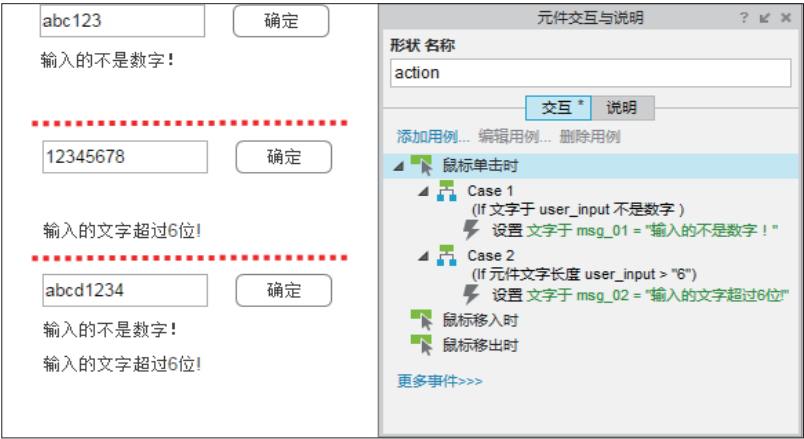 abc123
确定
输入的不是数字!
12345678
确定
输入的文字超过6位!
abcd1234
确定
输入的不是数字!
输入的文字超过6位!
元件交互与说明
?
形状 名称
action
交互 *
说明
添加用例... 编辑用例... 删除用例
鼠标单击时
Case 1
(If 文字于 user_input 不是数字 )
设置 文字于 msg_01 = "输入的不是数字！"
Case 2
(If 元件文字长度 user_input > "6")
设置 文字于 msg_02 = "输入的文字超过6位!"
鼠标移入时
鼠标移出时
更多事件>>>